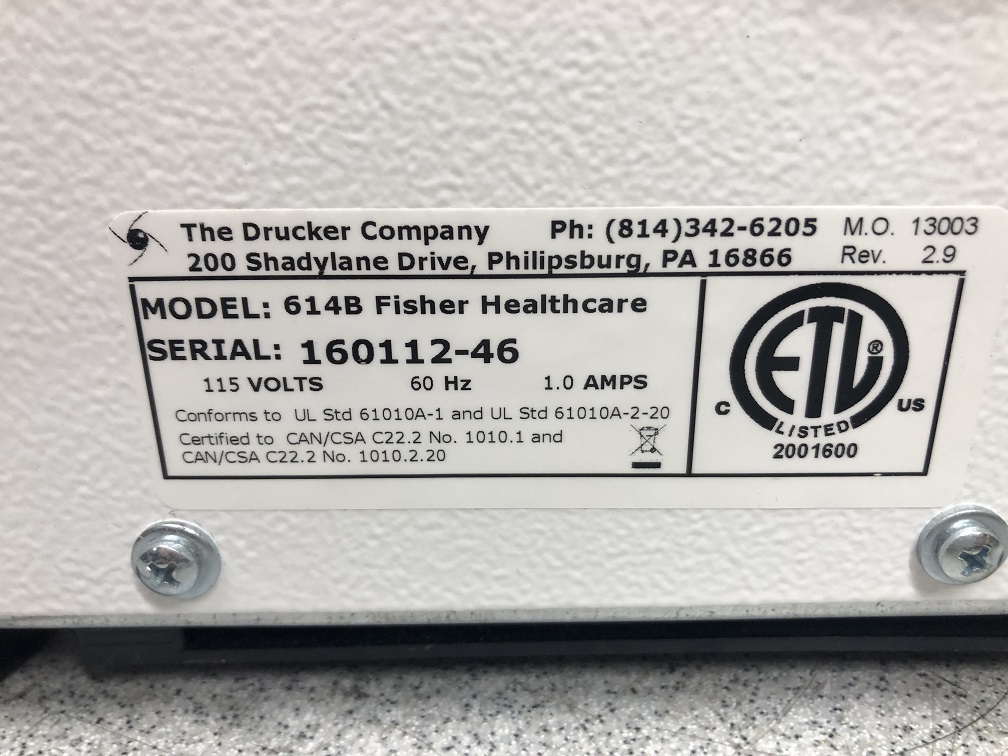 The Drucker Company Ph: (814)342-6205 M.O. 13003
200 Shadylane Drive, Philipsburg, PA 16866 Rev. 2.9
MODEL: 614B Fisher Healthcare
SERIAL: 160112-46
115 VOLTS 60 Hz 1.0 AMPS
Conforms to UL Std 61010A-1 and UL Std 61010A-2-20
Certified to CAN/CSA C22.2 No. 1010.1 and
CAN/CSA C22.2 No. 1010.2.20
ETL ®
C US
LISTED
2001600